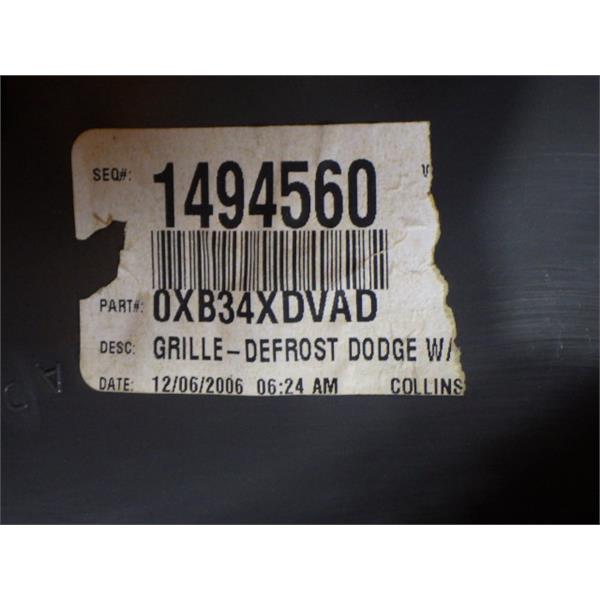 SEQ#: 1494560
PART#: 0XB34XDVAD
DESC: GRILLE-DEFROST DODGE W/
DATE: 12/06/2006 06:24 AM COLLINS